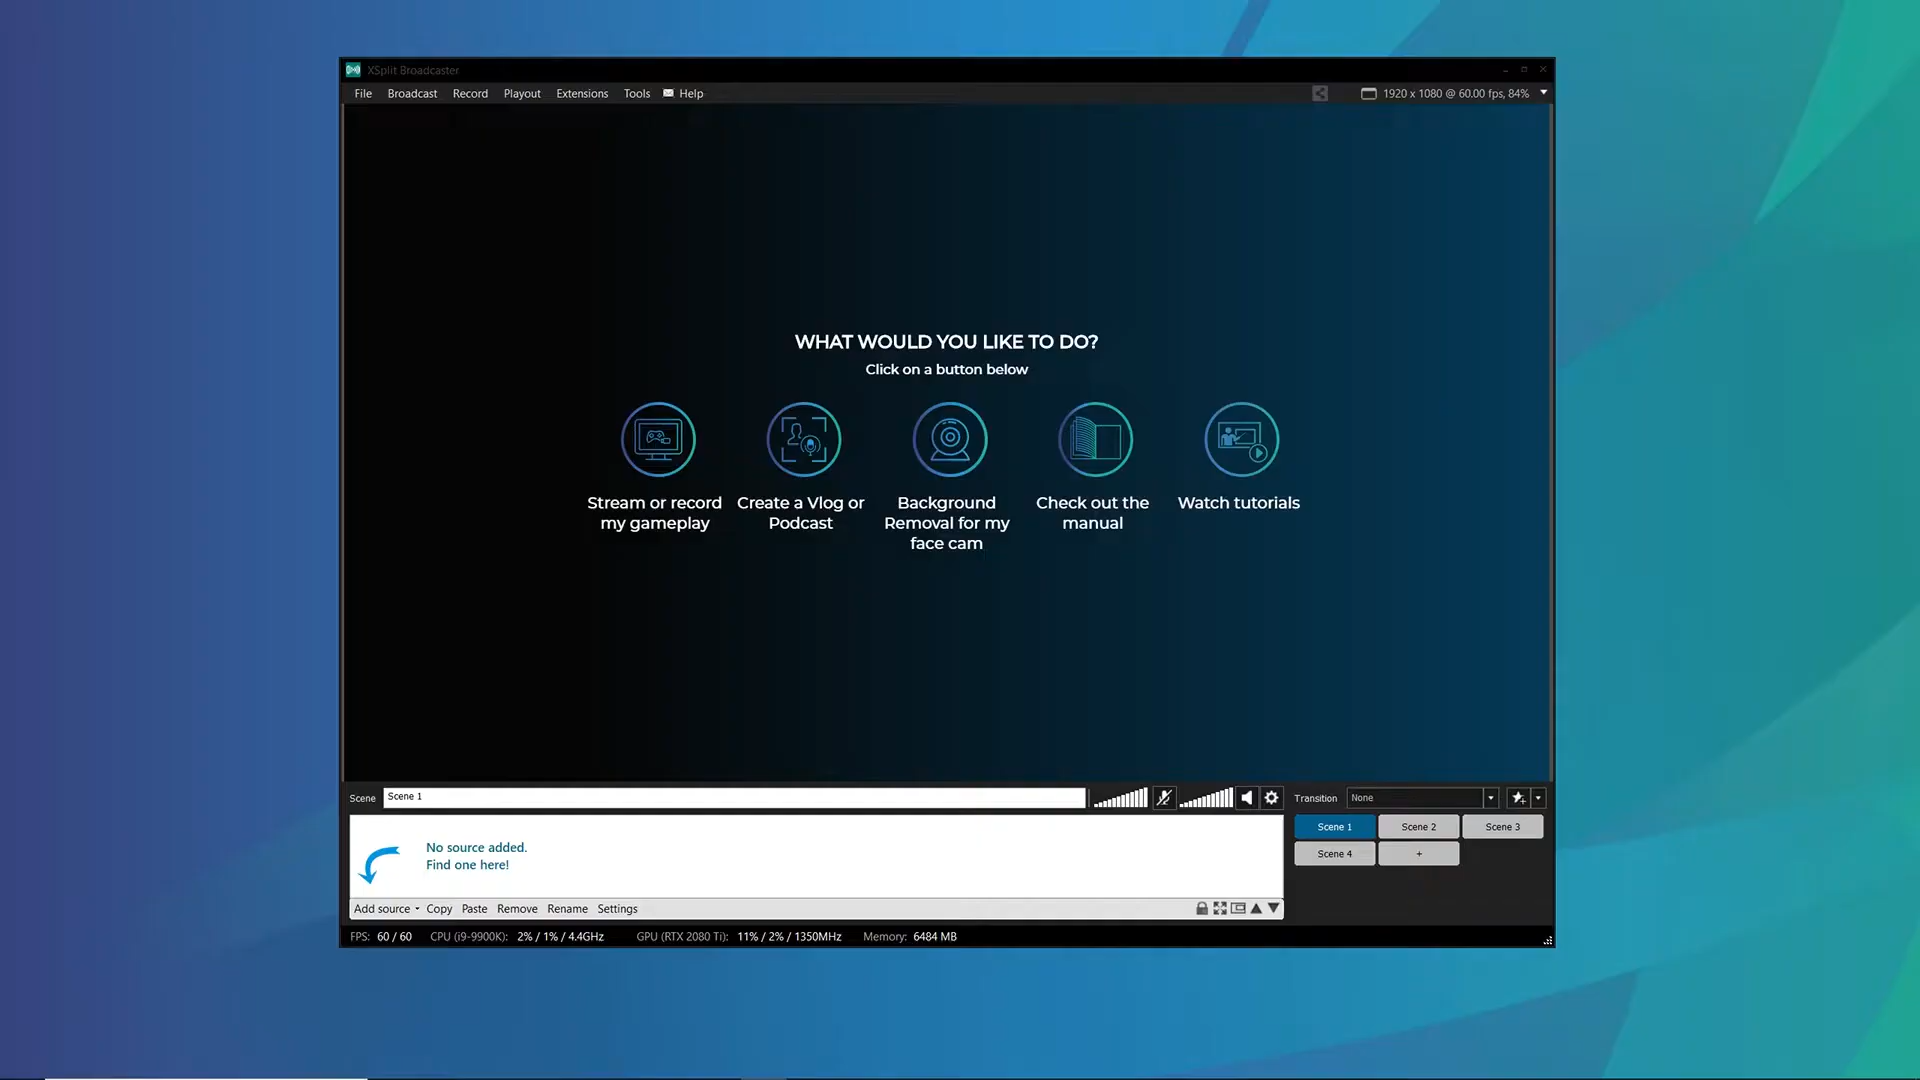 XSplit Broadcaster
File Broadcast Record Playout Extensions Tools Help 1920 x 1080 @ 60.00 fps, 84%
WHAT WOULD YOU LIKE TO DO?
Click on a button below
Stream or record
my gameplay
Create a Vlog or
Podcast
Background
Removal for my
face cam
Check out the
manual
Watch tutorials
Scene Scene 1 Transition None
No source added.
Find one here!
Scene 1 Scene 2 Scene 3
Scene 4 +
Add source Copy Paste Remove Rename Settings
FPS: 60 / 60 CPU (i9-9900K): 2% / 1% / 4.4GHz GPU (RTX 2080 Ti): 11% / 2% / 1350MHz Memory: 6484 MB